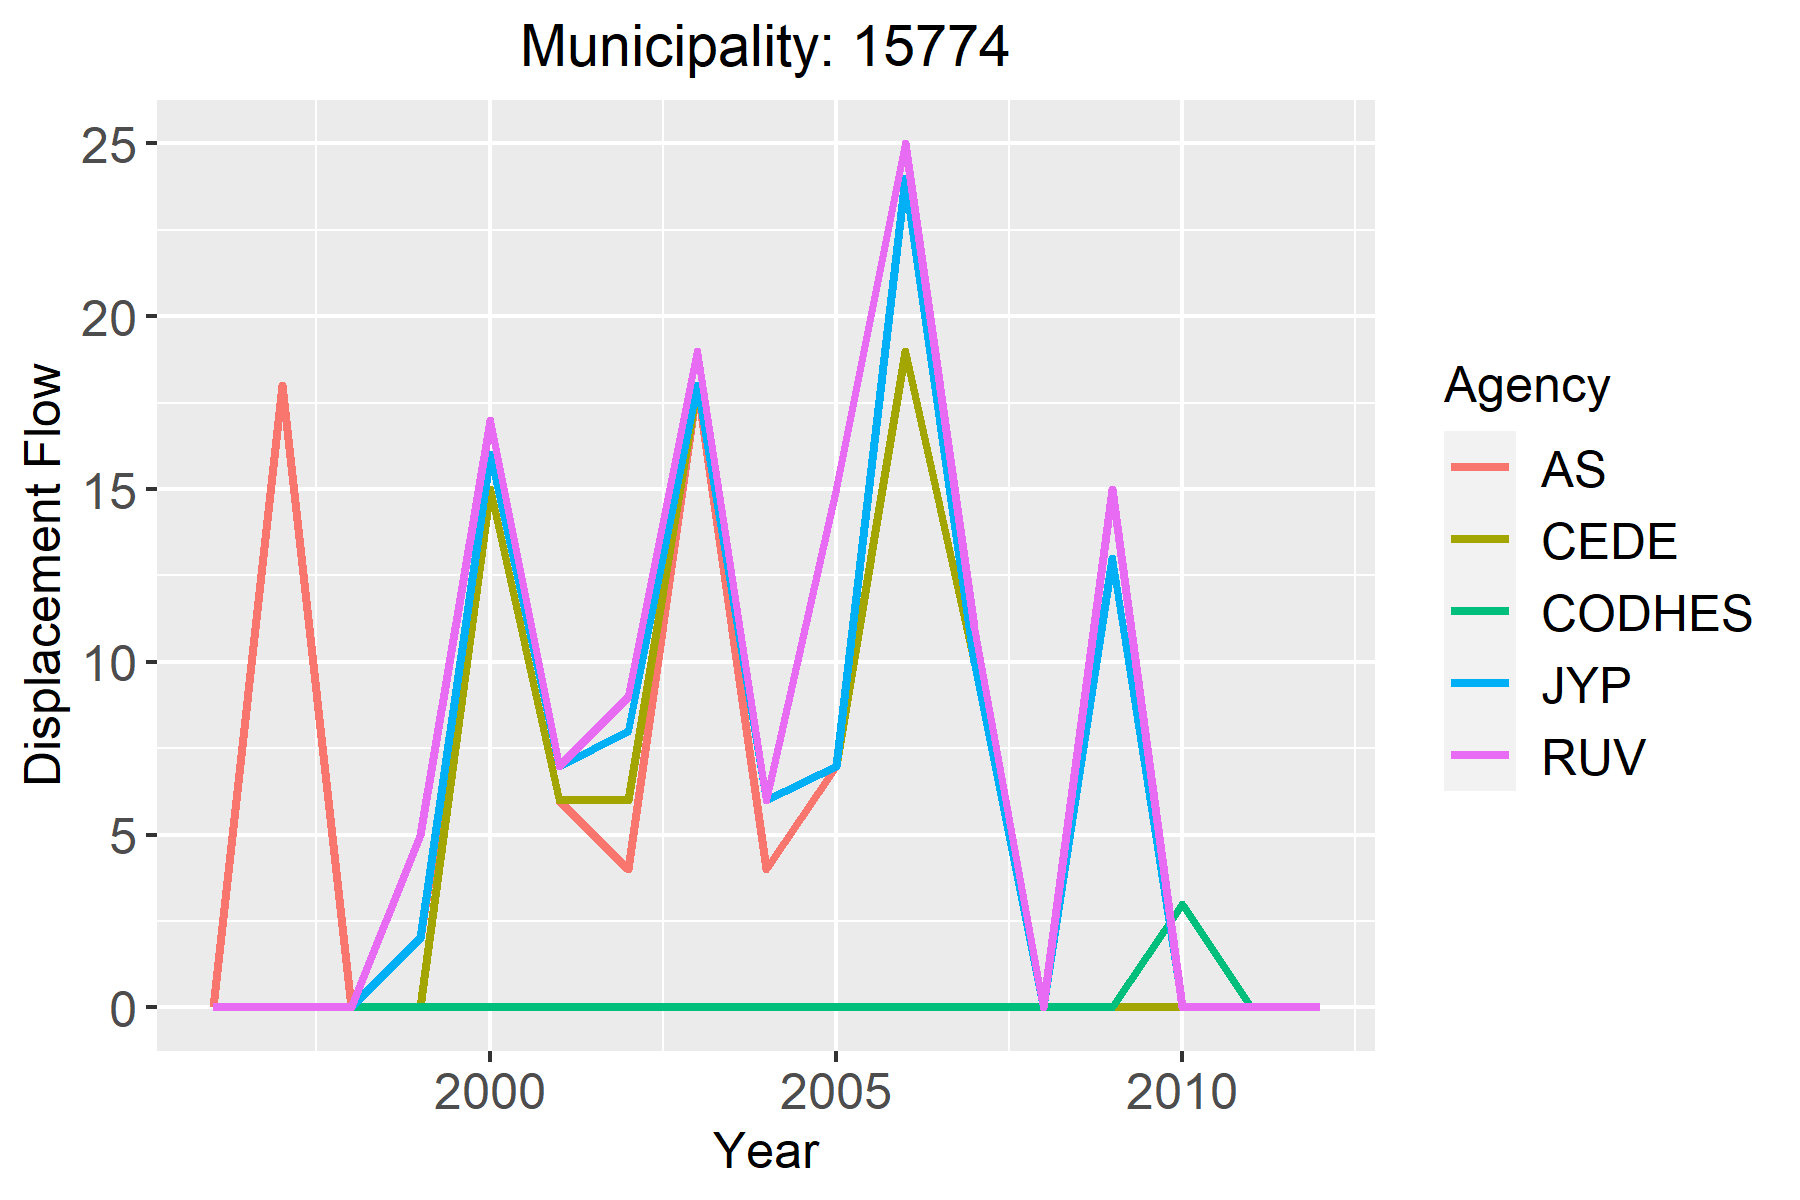 Municipality: 15774
Displacement Flow
25
20
15
10
5
0
2000 2005 2010
Year
Agency
AS
CEDE
CODHES
JYP
RUV